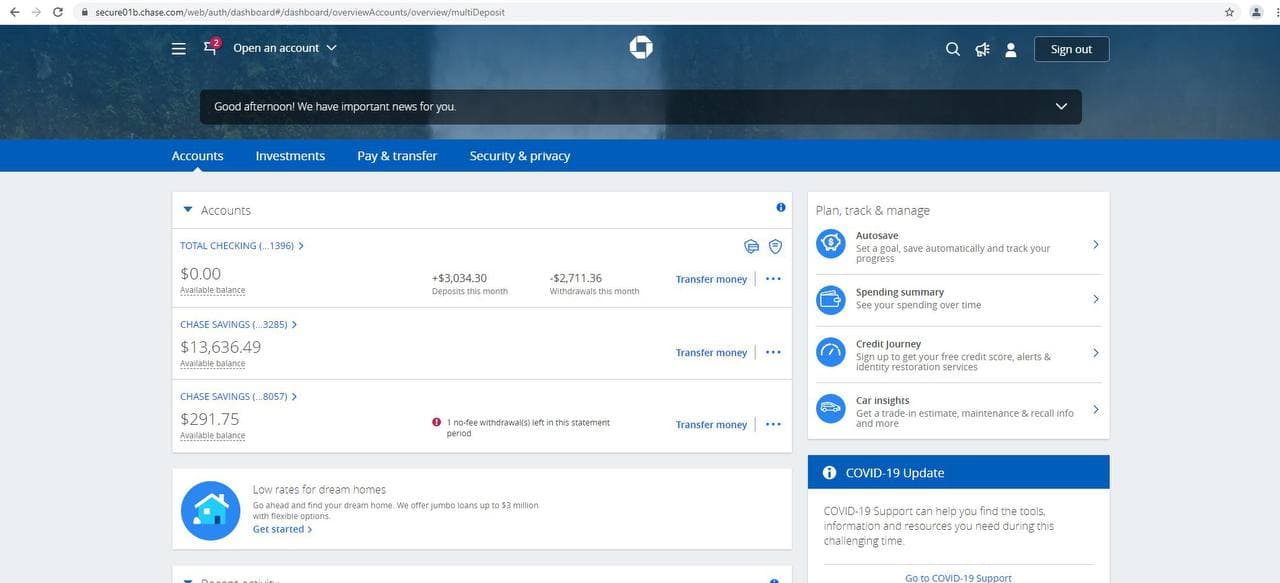 secure01b.chase.com/web/auth/dashboard#/dashboard/overviewAccounts/overview/multiDeposit
2
Open an account
Sign out
Good afternoon! We have important news for you.
Accounts Investments Pay & transfer Security & privacy
Accounts
TOTAL CHECKING (...1396)
$0.00
Available balance
+$3,034.30
Deposits this month
-$2,711.36
Withdrawals this month
Transfer money
CHASE SAVINGS (...3285)
$13,636.49
Available balance
Transfer money
CHASE SAVINGS (...8057)
$291.75
Available balance
1 no-fee withdrawal(s) left in this statement
period
Transfer money
Low rates for dream homes
Go ahead and find your dream home. We offer jumbo loans up to $3 million
with flexible options.
Get started
Recent activity
Plan, track & manage
Autosave
Set a goal, save automatically and track your
progress
Spending summary
See your spending over time
Credit Journey
Sign up to get your free credit score, alerts &
identity restoration services
Car insights
Get a trade-in estimate, maintenance & recall info
and more
COVID-19 Update
COVID-19 Support can help you find the tools,
information and resources you need during this
challenging time.
Go to COVID-19 Support